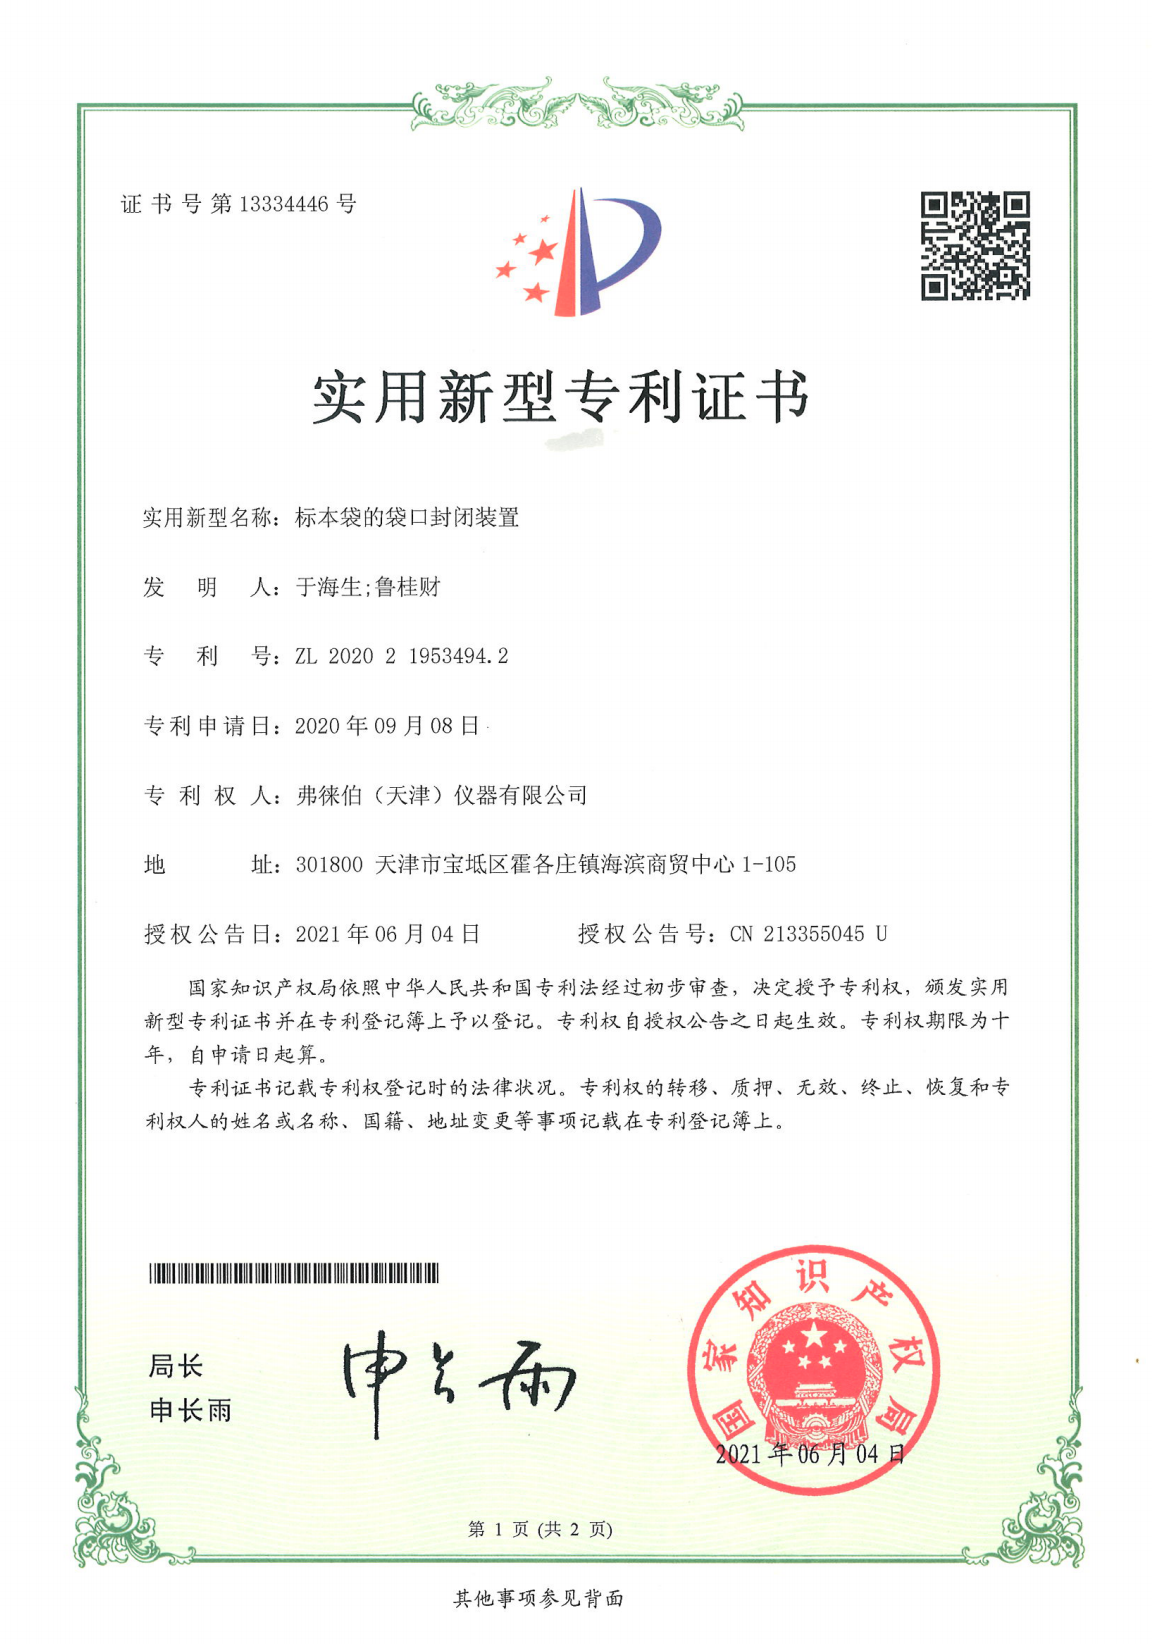 证书号第13334446号
实用新型专利证书
实用新型名称：标本袋的袋口封闭装置
发明人：于海生;鲁桂财
专利号：ZL 2020 2 1953494.2
专利申请日：2020年09月08日
专利权人：弗徕伯（天津）仪器有限公司
地址：301800 天津市宝坻区霍各庄镇海滨商贸中心1-105
授权公告日：2021年06月04日 授权公告号：CN 213355045 U
国家知识产权局依照中华人民共和国专利法经过初步审查，决定授予专利权，颁发实用
新型专利证书并在专利登记簿上予以登记。专利权自授权公告之日起生效。专利权期限为十
年，自申请日起算。
专利证书记载专利权登记时的法律状况。专利权的转移、质押、无效、终止、恢复和专
利权人的姓名或名称、国籍、地址变更等事项记载在专利登记簿上。
局长
申长雨
申长雨
国家知识产权局
2021年06月04日
第 1 页 (共 2 页)
其他事项参见背面